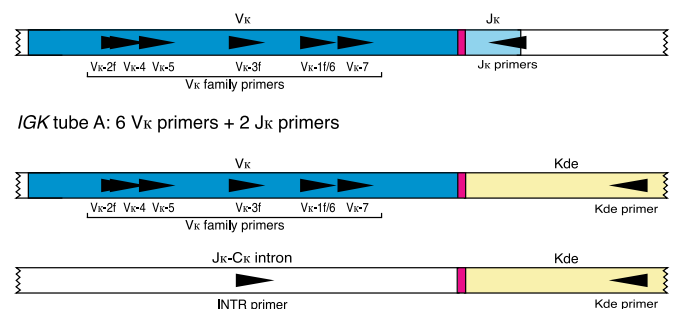 Vκ Jκ
Vκ-2f Vκ-4 Vκ-5 Vκ-3f Vκ-1f/6 Vκ-7 Jκ primers
Vκ family primers
IGK tube A: 6 Vκ primers + 2 Jκ primers
Vκ Kde
Vκ-2f Vκ-4 Vκ-5 Vκ-3f Vκ-1f/6 Vκ-7 Kde primer
Vκ family primers
Jκ-Cκ intron Kde
INTR primer Kde primer